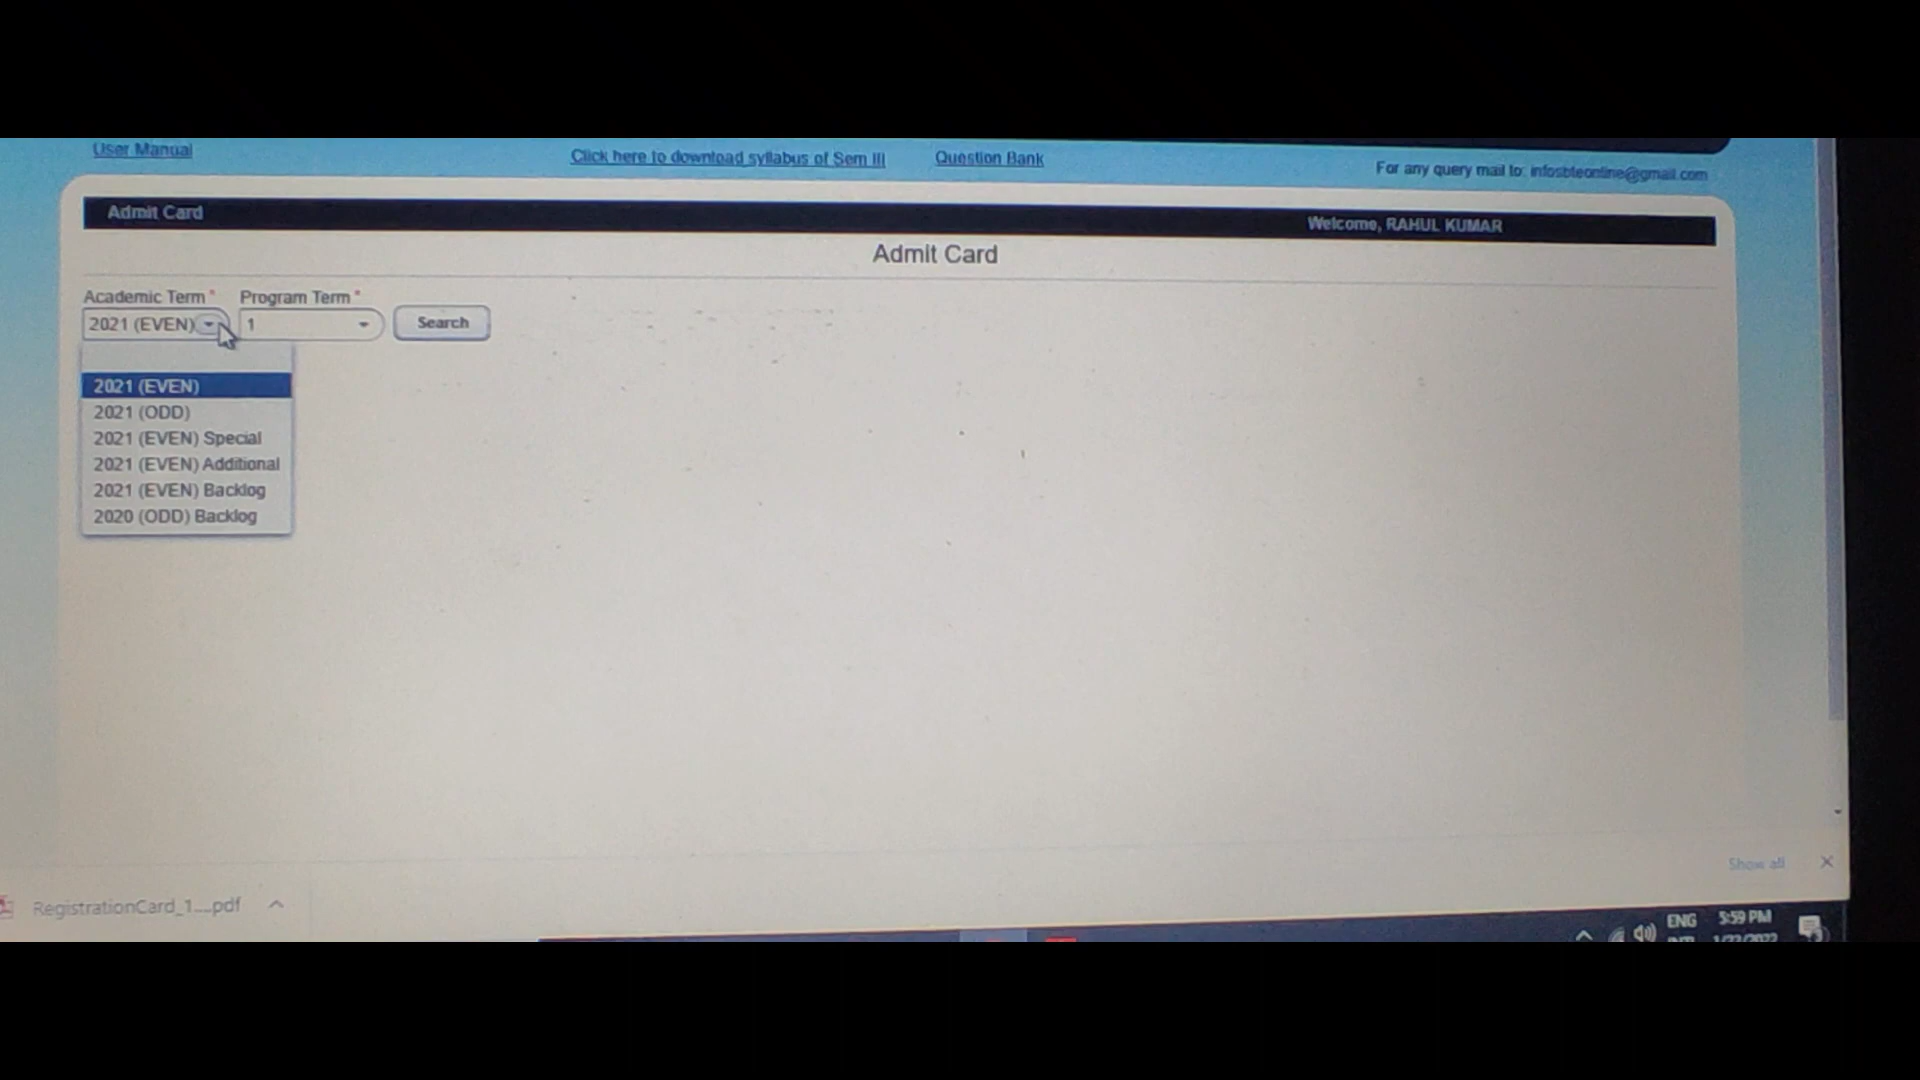 User Manual
Click here to download syllabus of Sem III
Question Bank
For any query mail to: infosbteonline@gmail.com
Admit Card
Welcome, RAHUL KUMAR
Admit Card
Academic Term *
Program Term *
2021 (EVEN)
1
Search
2021 (EVEN)
2021 (ODD)
2021 (EVEN) Special
2021 (EVEN) Additional
2021 (EVEN) Backlog
2020 (ODD) Backlog
Show all
RegistrationCard_1....pdf
ENG
5:59 PM